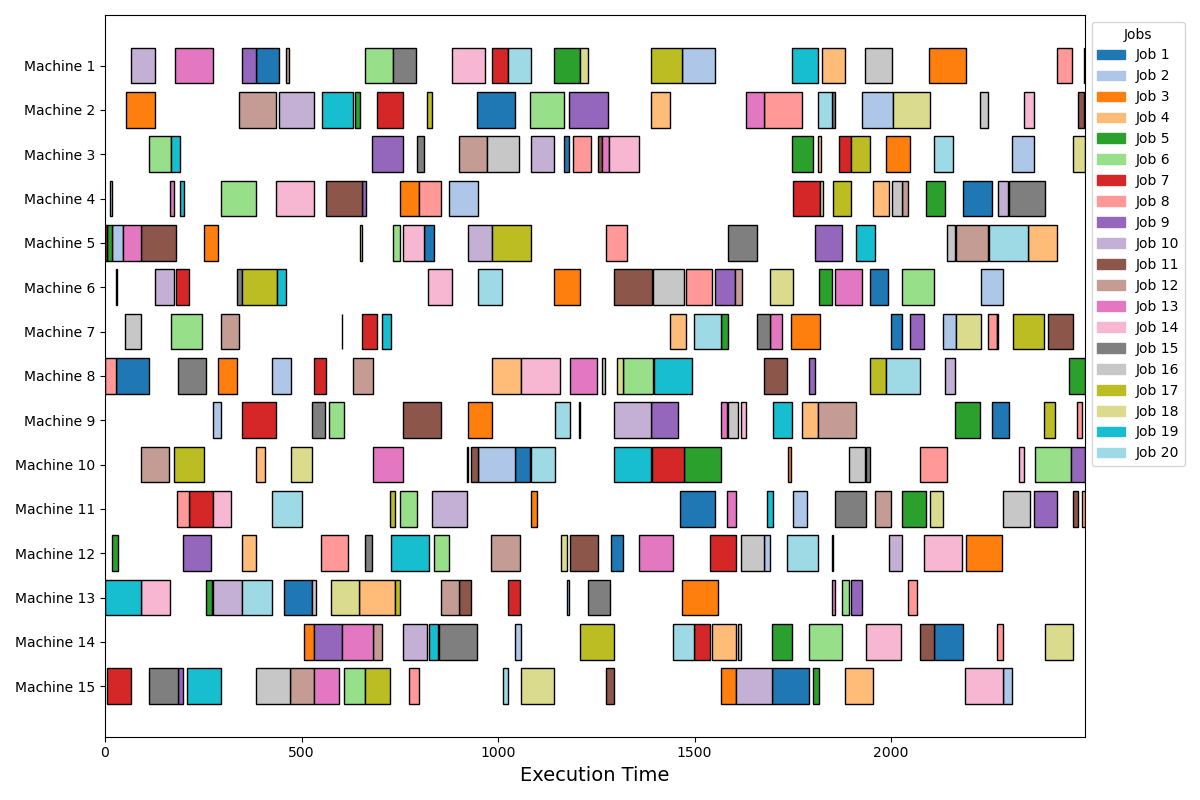 Machine 1
Machine 2
Machine 3
Machine 4
Machine 5
Machine 6
Machine 7
Machine 8
Machine 9
Machine 10
Machine 11
Machine 12
Machine 13
Machine 14
Machine 15
0 500 1000 1500 2000
Execution Time
Jobs
Job 1
Job 2
Job 3
Job 4
Job 5
Job 6
Job 7
Job 8
Job 9
Job 10
Job 11
Job 12
Job 13
Job 14
Job 15
Job 16
Job 17
Job 18
Job 19
Job 20